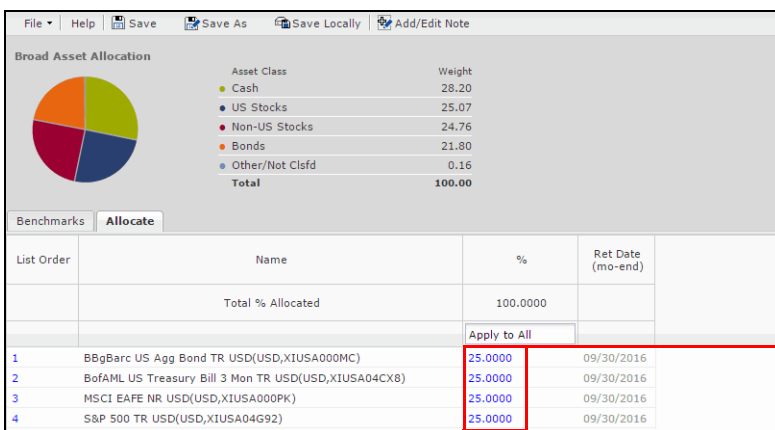 File Help Save Save As Save Locally Add/Edit Note
Broad Asset Allocation
Asset Class Weight
Cash 28.20
US Stocks 25.07
Non-US Stocks 24.76
Bonds 21.80
Other/Not Clsfd 0.16
Total 100.00
Benchmarks Allocate
List Order Name % Ret Date
(mo-end)
Total % Allocated 100.0000
Apply to All
1 BBgBarc US Agg Bond TR USD(USD,XIUSA000MC) 25.0000 09/30/2016
2 BofAML US Treasury Bill 3 Mon TR USD(USD,XIUSA04CX8) 25.0000 09/30/2016
3 MSCI EAFE NR USD(USD,XIUSA000PK) 25.0000 09/30/2016
4 S&P 500 TR USD(USD,XIUSA04G92) 25.0000 09/30/2016